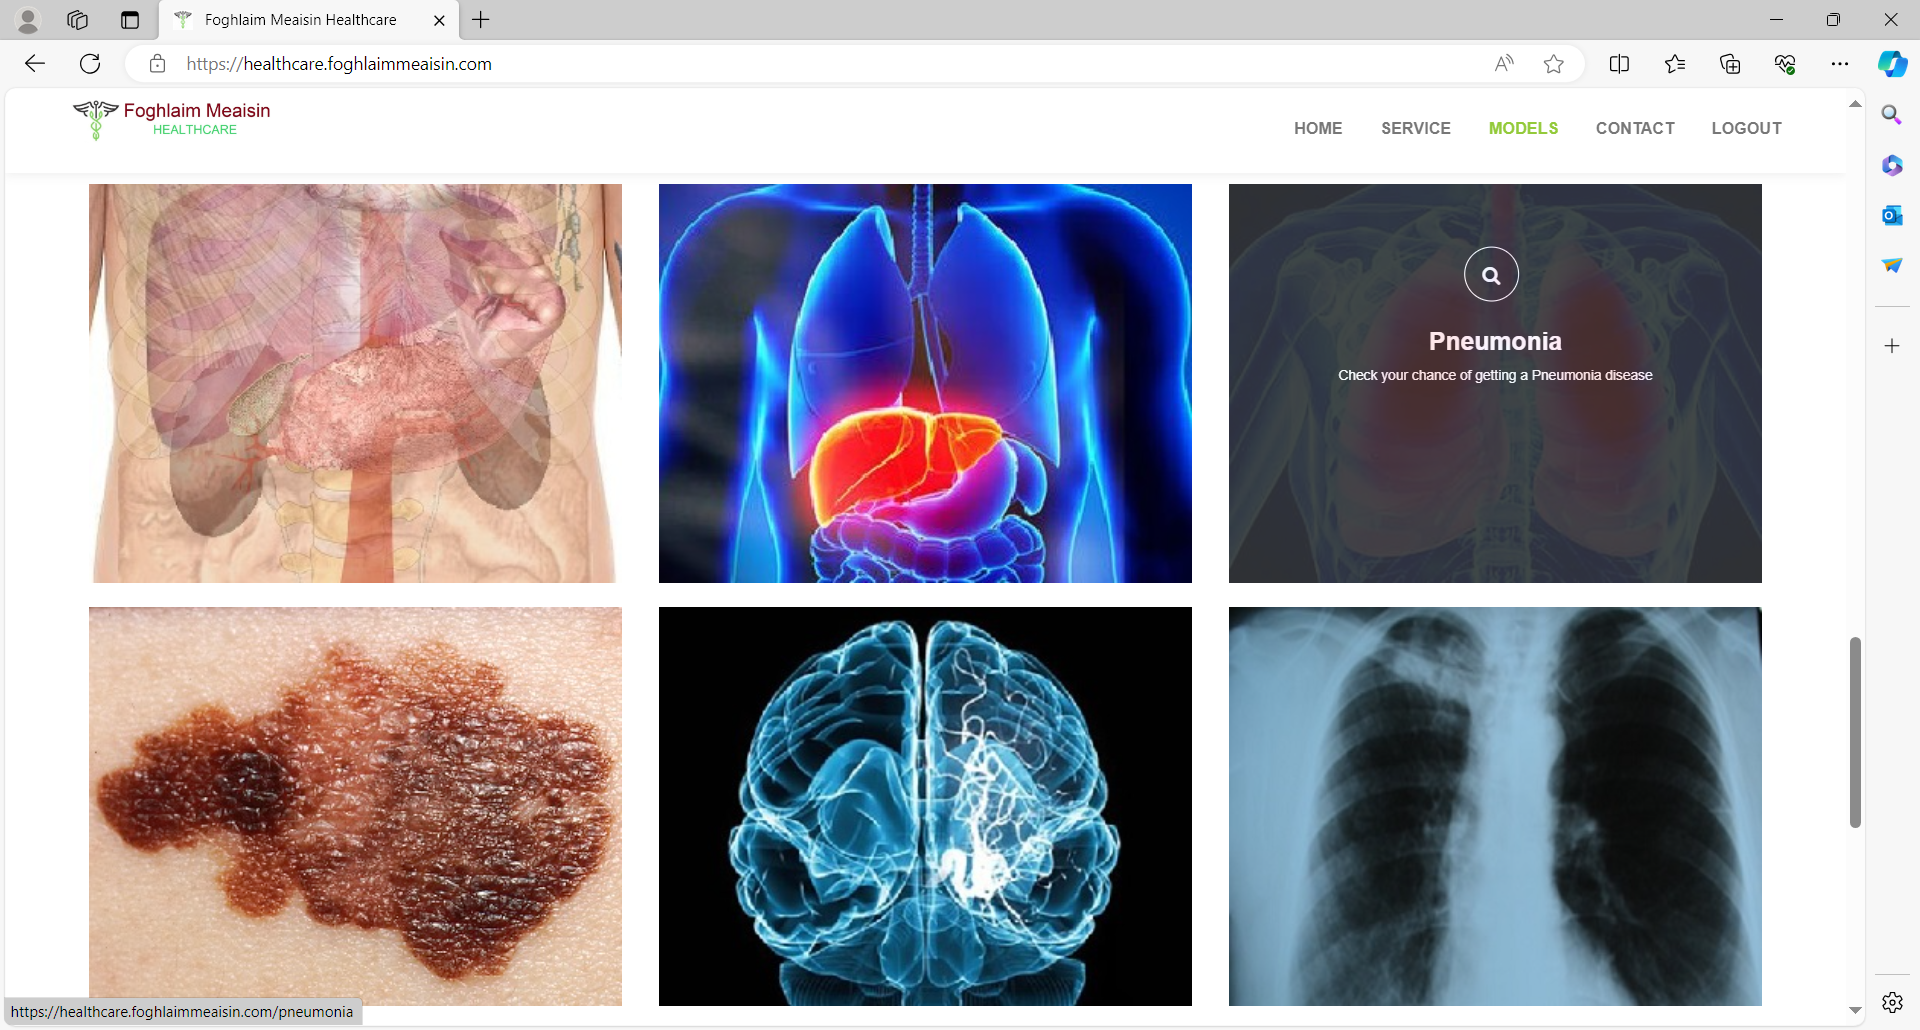 Foghlaim Meaisin Healthcare
https://healthcare.foghlaimmeaisin.com
Foghlaim Meaisin
HEALTHCARE
HOME SERVICE MODELS CONTACT LOGOUT
Pneumonia
Check your chance of getting a Pneumonia disease
https://healthcare.foghlaimmeaisin.com/pneumonia